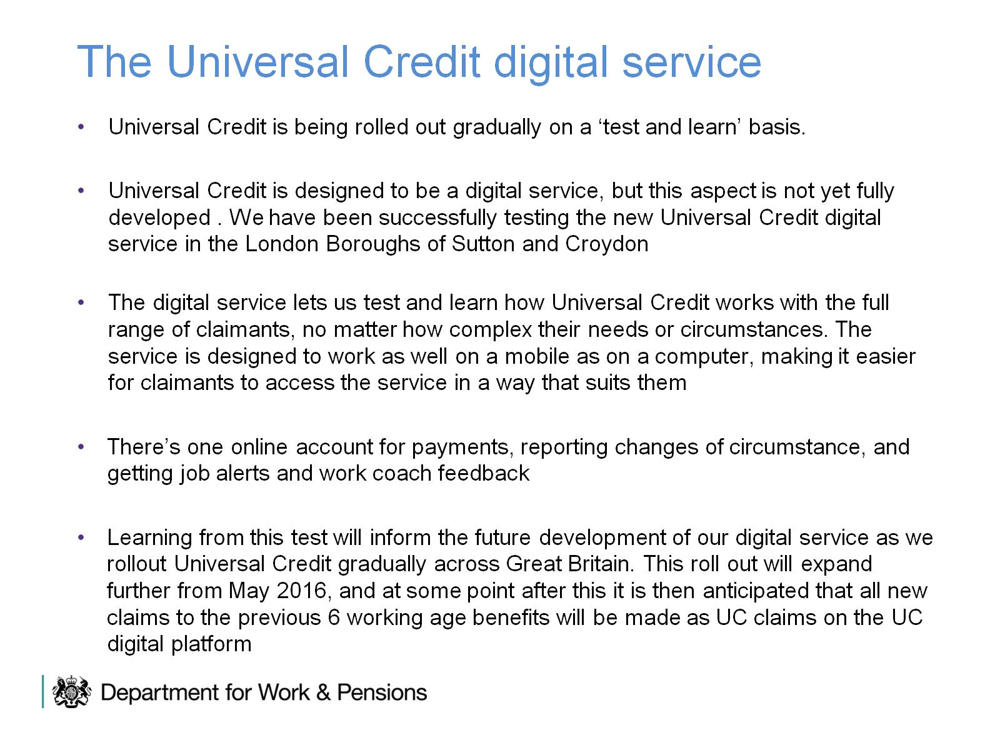 The Universal Credit digital service
• Universal Credit is being rolled out gradually on a ‘test and learn’ basis.
• Universal Credit is designed to be a digital service, but this aspect is not yet fully
developed . We have been successfully testing the new Universal Credit digital
service in the London Boroughs of Sutton and Croydon
• The digital service lets us test and learn how Universal Credit works with the full
range of claimants, no matter how complex their needs or circumstances. The
service is designed to work as well on a mobile as on a computer, making it easier
for claimants to access the service in a way that suits them
• There’s one online account for payments, reporting changes of circumstance, and
getting job alerts and work coach feedback
• Learning from this test will inform the future development of our digital service as we
rollout Universal Credit gradually across Great Britain. This roll out will expand
further from May 2016, and at some point after this it is then anticipated that all new
claims to the previous 6 working age benefits will be made as UC claims on the UC
digital platform
Department for Work & Pensions